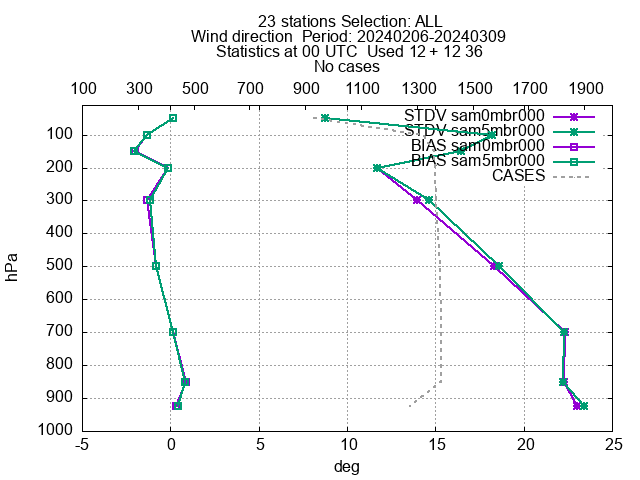 23 stations Selection: ALL
Wind direction  Period: 20240206-20240309
Statistics at 00 UTC  Used 12 + 12 36
No cases
100 300 500 700 900 1100 1300 1500 1700 1900
STDV sam0mbr000
STDV sam5mbr000
BIAS sam0mbr000
BIAS sam5mbr000
CASES
hPa
100
200
300
400
500
600
700
800
900
1000
-5 0 5 10 15 20 25
deg